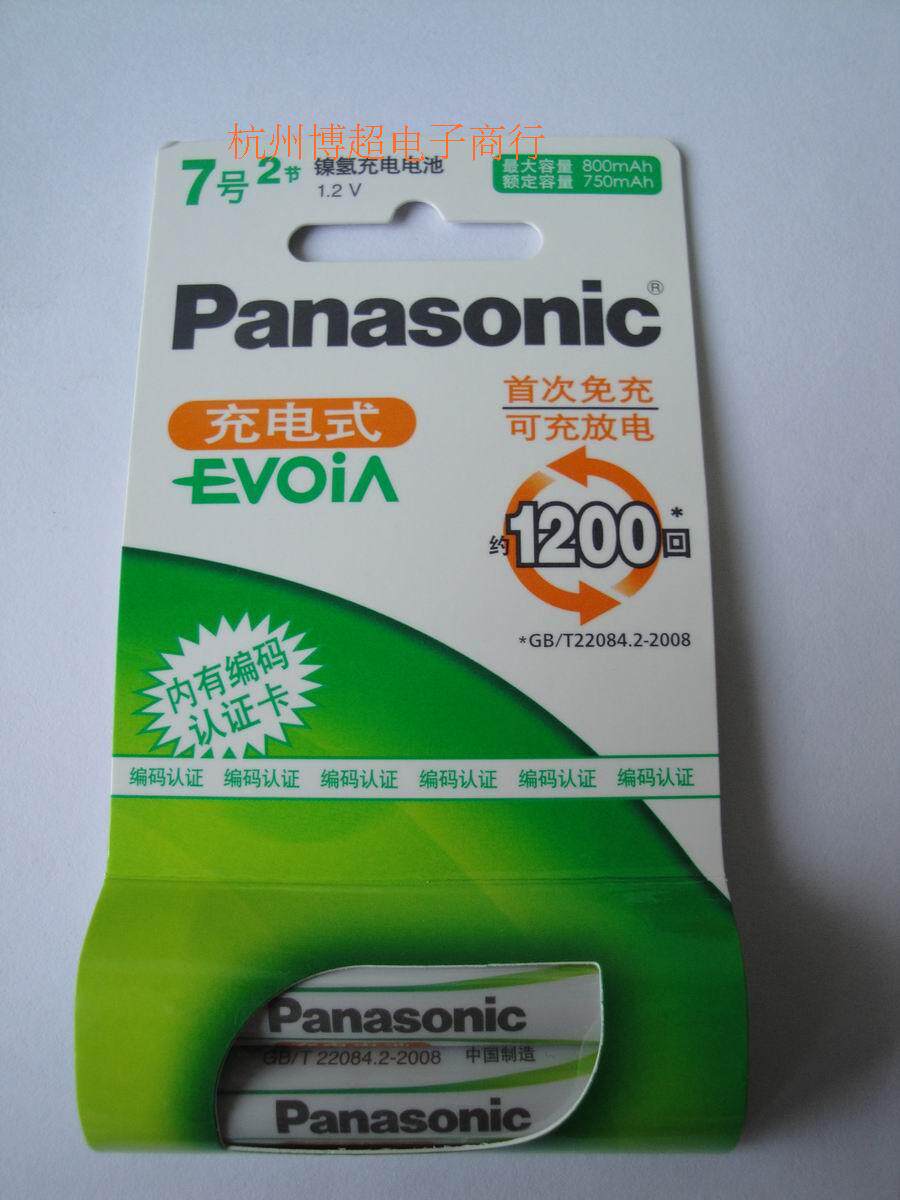 杭州博超电子商行
7号 2节
镍氢充电电池
1.2 V
最大容量 800mAh
额定容量 750mAh
Panasonic®
充电式
EVOiA
首次免充
可充放电
约1200回*
*GB/T22084.2-2008
内有编码
认证卡
编码认证 编码认证 编码认证 编码认证 编码认证 编码认证
Panasonic
GB/T 22084.2-2008 中国制造
Panasonic